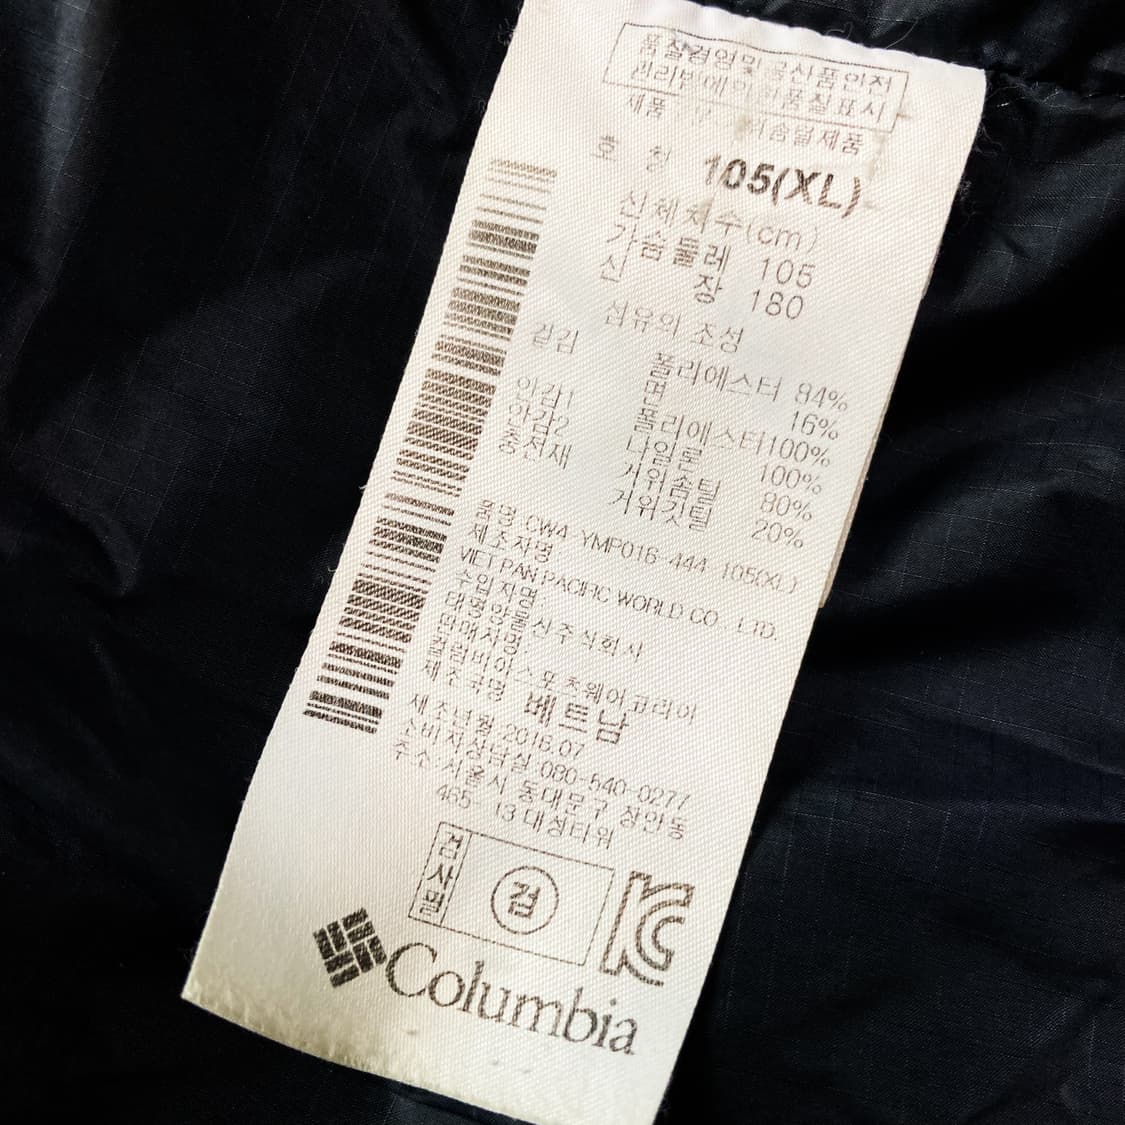 품질경영및공산품안전
관리법에의한품질표시
호 칭 105(XL)
신체치수(cm)
가슴둘레 105
신 장 180
섬유의 조성
겉감 폴리에스터 84%
면 16%
안감1 폴리에스터100%
안감2 나일론 100%
충전재 거위솜털 80%
거위깃털 20%
품명 CW4 YMP016-444 105(XL)
제조자명
VIET PAN PACIFIC WORLD CO. LTD.
수입자명
산주식회사
판매자명
컬럼비아스포츠웨어코리아
제조국명 베트남
제조년월 2016.07
소비자상담실 080-540-0277
주소 서울시 동대문구 장안동
465- 13 대성타워
검사필
검
KC
Columbia